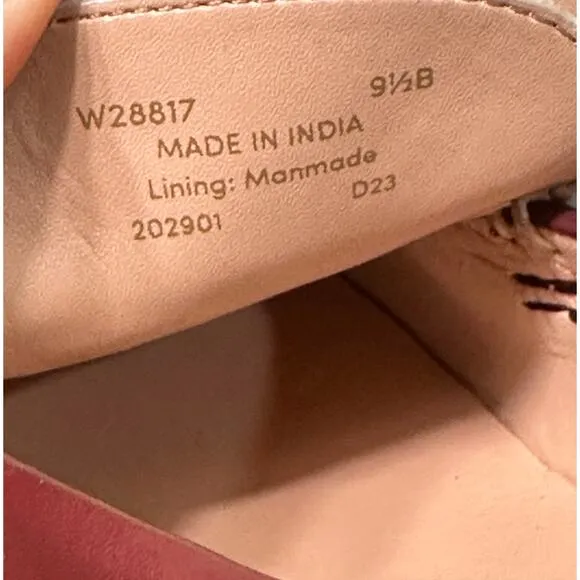 W28817 9½B
MADE IN INDIA
Lining: Manmade
202901 D23